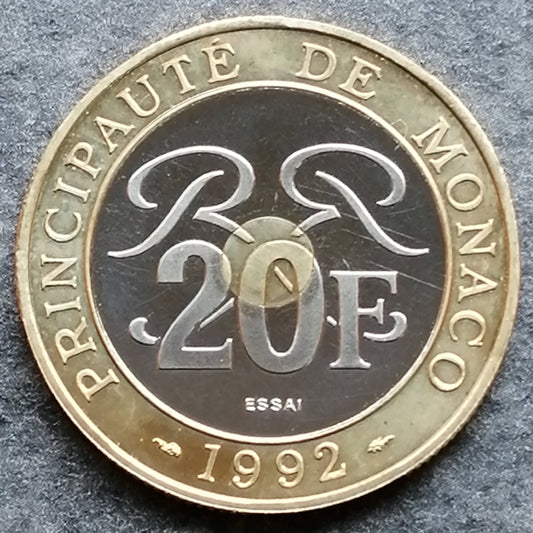 PRINCIPAUTÉ DE MONACO
R R
20F
ESSAI
1992